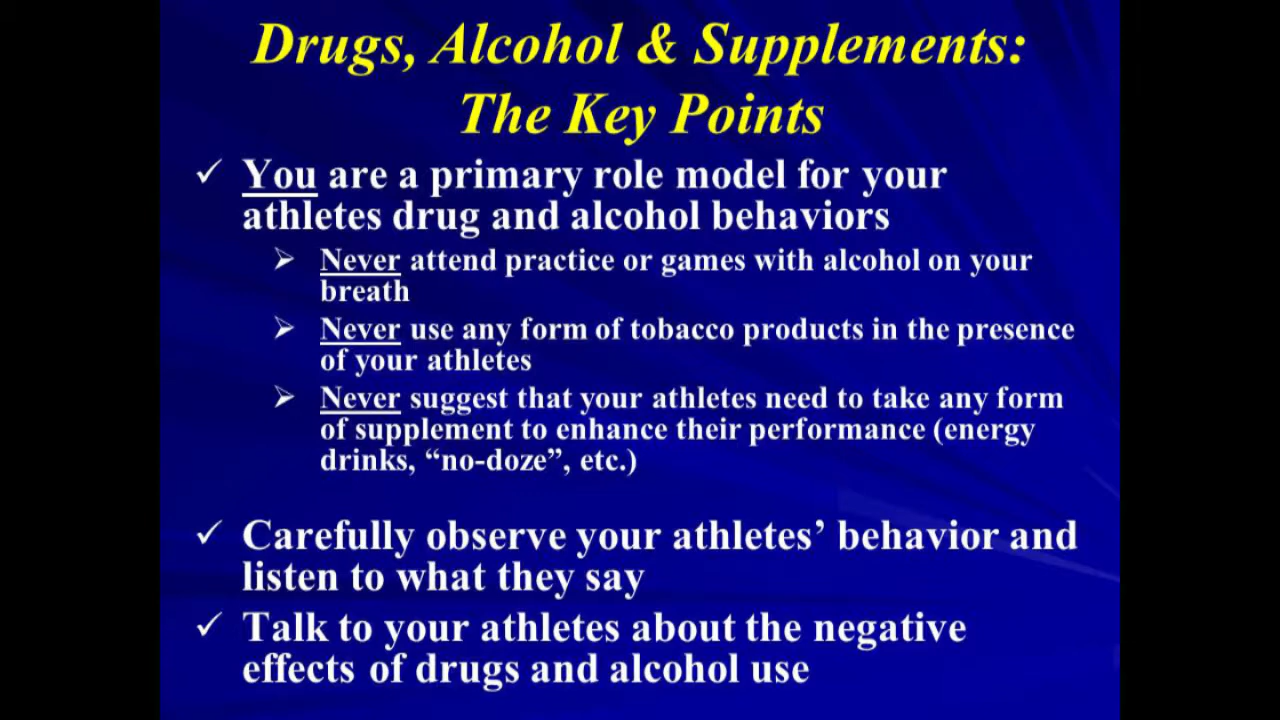 Drugs, Alcohol & Supplements:
The Key Points
✓ You are a primary role model for your
athletes drug and alcohol behaviors
➢ Never attend practice or games with alcohol on your
breath
➢ Never use any form of tobacco products in the presence
of your athletes
➢ Never suggest that your athletes need to take any form
of supplement to enhance their performance (energy
drinks, “no-doze”, etc.)
✓ Carefully observe your athletes’ behavior and
listen to what they say
✓ Talk to your athletes about the negative
effects of drugs and alcohol use